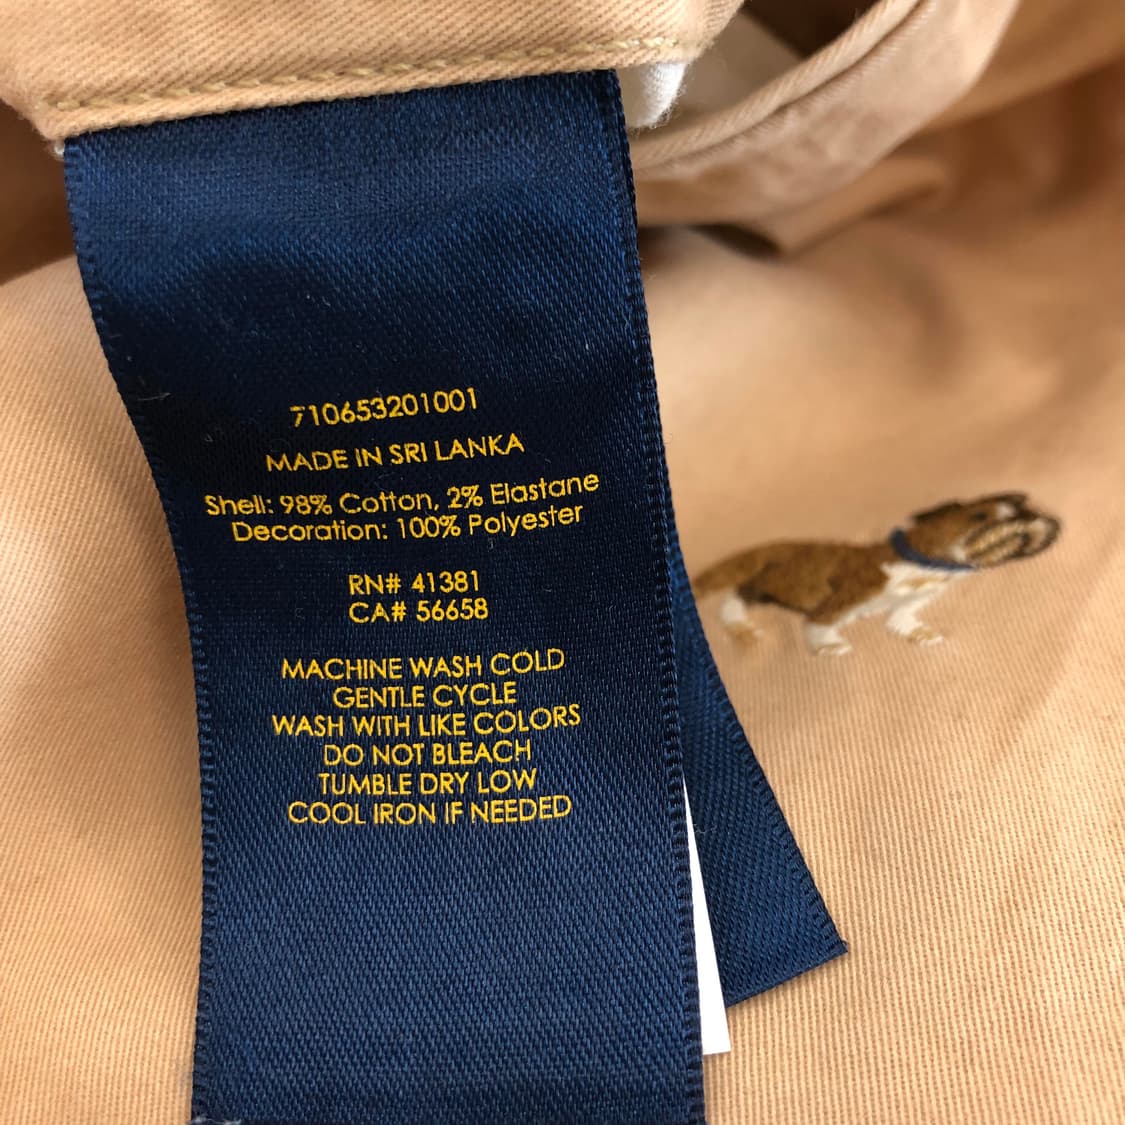 710653201001
MADE IN SRI LANKA
Shell: 98% Cotton, 2% Elastane
Decoration: 100% Polyester
RN# 41381
CA# 56658
MACHINE WASH COLD
GENTLE CYCLE
WASH WITH LIKE COLORS
DO NOT BLEACH
TUMBLE DRY LOW
COOL IRON IF NEEDED